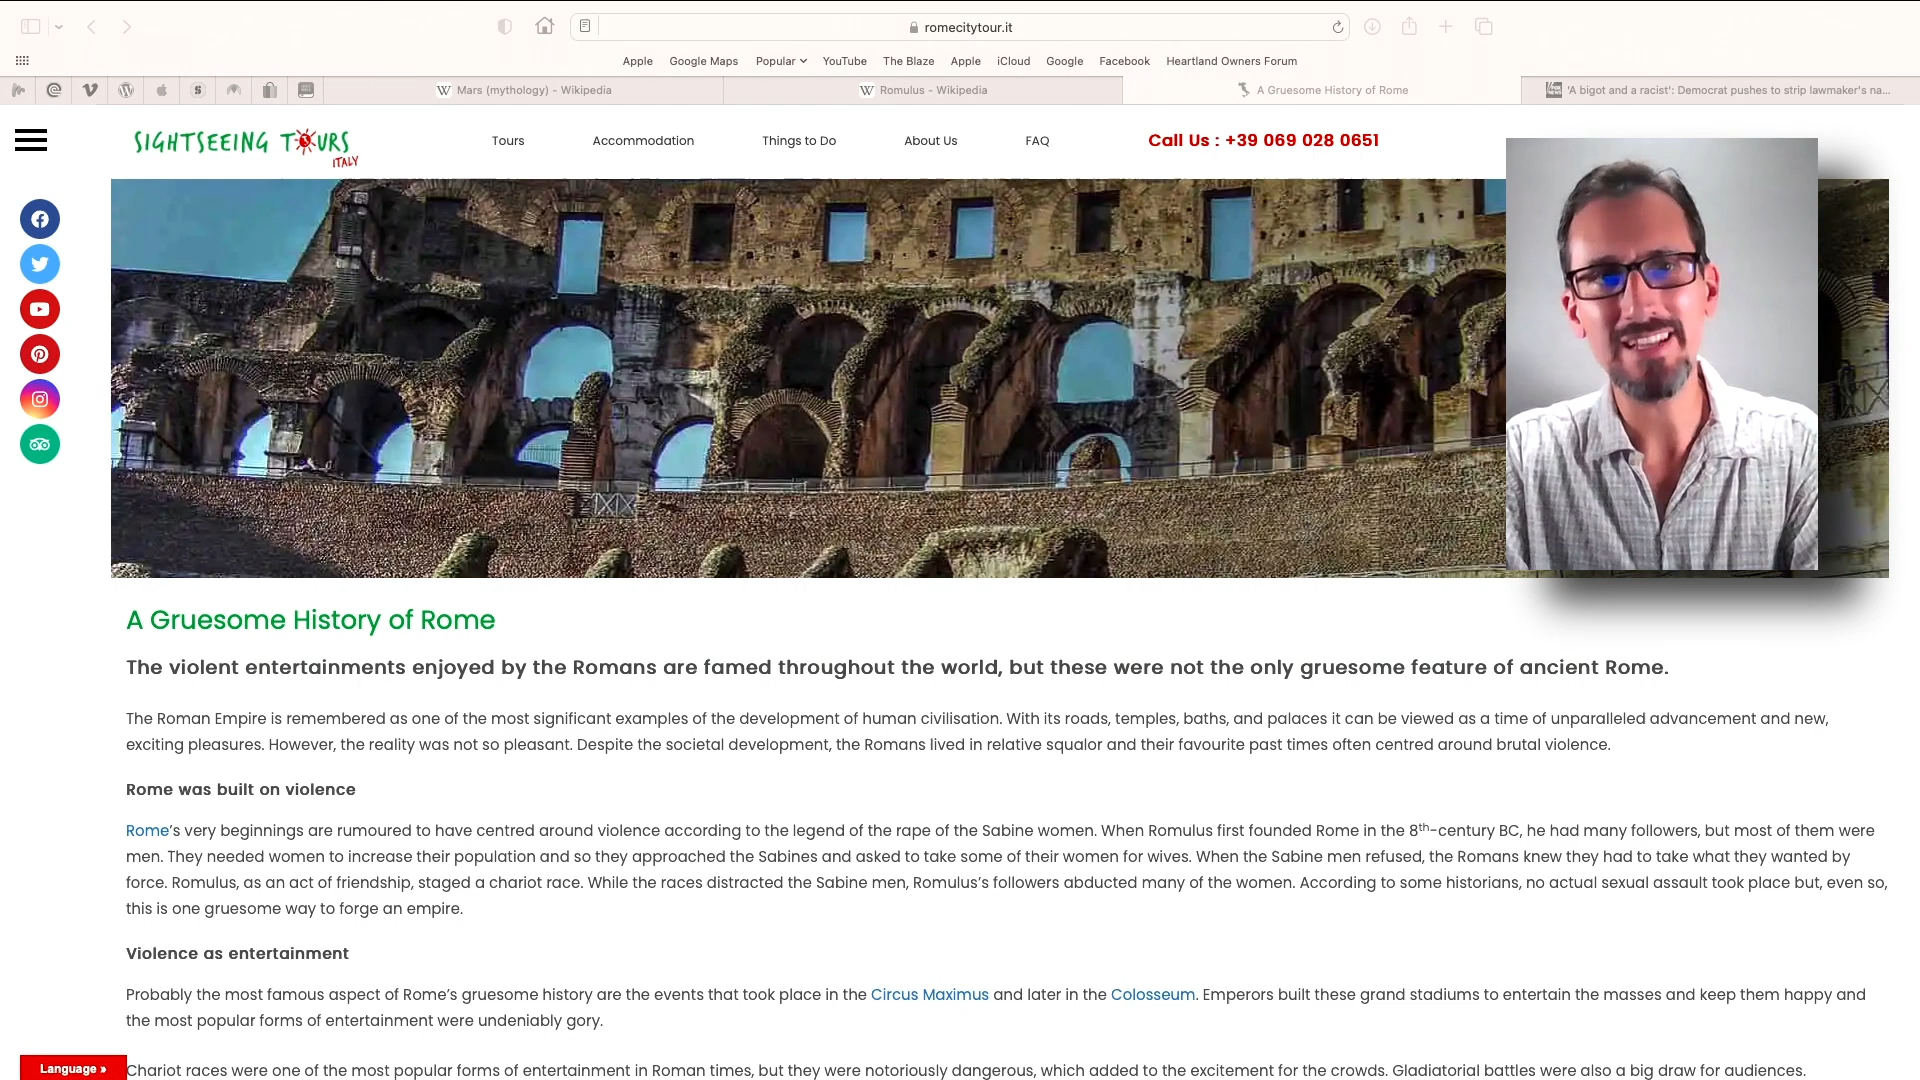 romecitytour.it
Apple Google Maps Popular YouTube The Blaze Apple iCloud Google Facebook Heartland Owners Forum
Mars (mythology) – Wikipedia Romulus – Wikipedia A Gruesome History of Rome 'A bigot and a racist': Democrat pushes to strip lawmaker's na...
SIGHTSEEING TOURS
ITALY
Tours Accommodation Things to Do About Us FAQ Call Us : +39 069 028 0651
A Gruesome History of Rome
The violent entertainments enjoyed by the Romans are famed throughout the world, but these were not the only gruesome feature of ancient Rome.
The Roman Empire is remembered as one of the most significant examples of the development of human civilisation. With its roads, temples, baths, and palaces it can be viewed as a time of unparalleled advancement and new,
exciting pleasures. However, the reality was not so pleasant. Despite the societal development, the Romans lived in relative squalor and their favourite past times often centred around brutal violence.
Rome was built on violence
Rome's very beginnings are rumoured to have centred around violence according to the legend of the rape of the Sabine women. When Romulus first founded Rome in the 8th-century BC, he had many followers, but most of them were
men. They needed women to increase their population and so they approached the Sabines and asked to take some of their women for wives. When the Sabine men refused, the Romans knew they had to take what they wanted by
force. Romulus, as an act of friendship, staged a chariot race. While the races distracted the Sabine men, Romulus's followers abducted many of the women. According to some historians, no actual sexual assault took place but, even so,
this is one gruesome way to forge an empire.
Violence as entertainment
Probably the most famous aspect of Rome's gruesome history are the events that took place in the Circus Maximus and later in the Colosseum. Emperors built these grand stadiums to entertain the masses and keep them happy and
the most popular forms of entertainment were undeniably gory.
Language »
Chariot races were one of the most popular forms of entertainment in Roman times, but they were notoriously dangerous, which added to the excitement for the crowds. Gladiatorial battles were also a big draw for audiences.